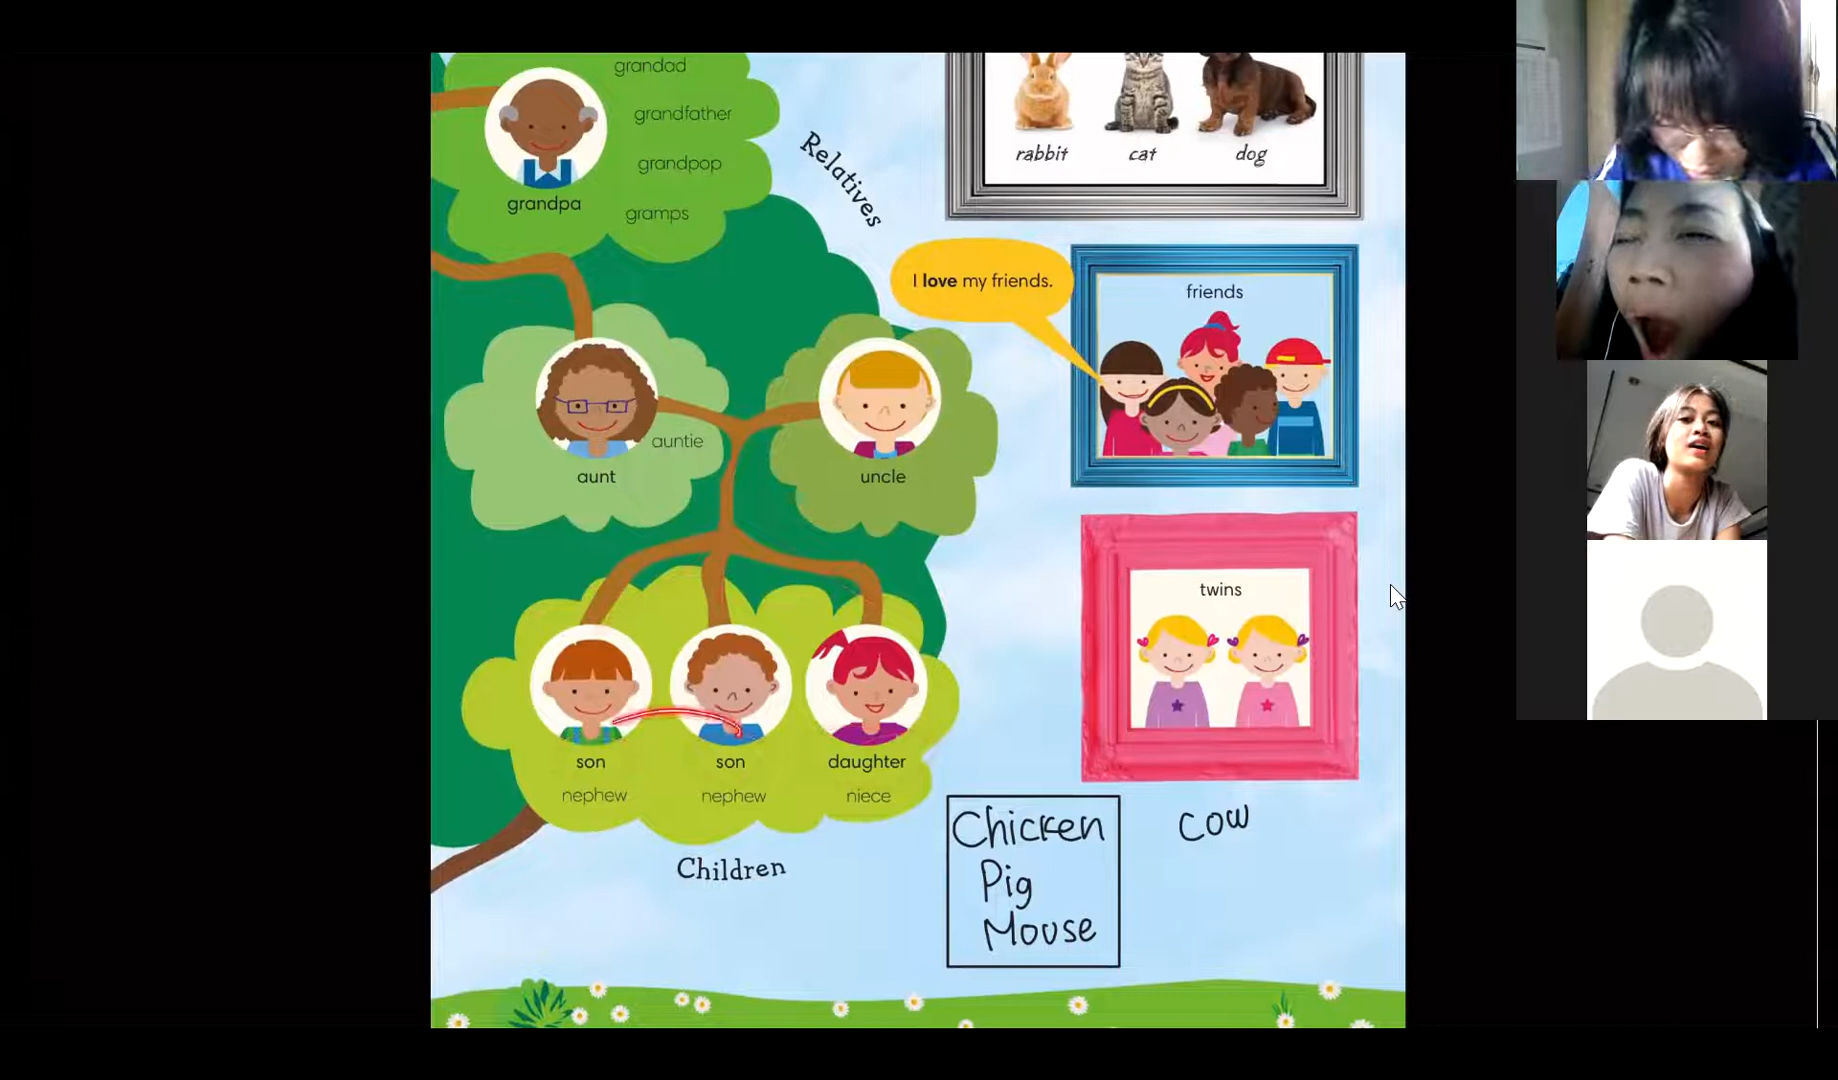 grandad
grandfather
grandpop
gramps
grandpa
Relatives
rabbit cat dog
I love my friends.
friends
auntie
aunt
uncle
twins
son son daughter
nephew nephew niece
Children
Chicken
Pig
Mouse
Cow